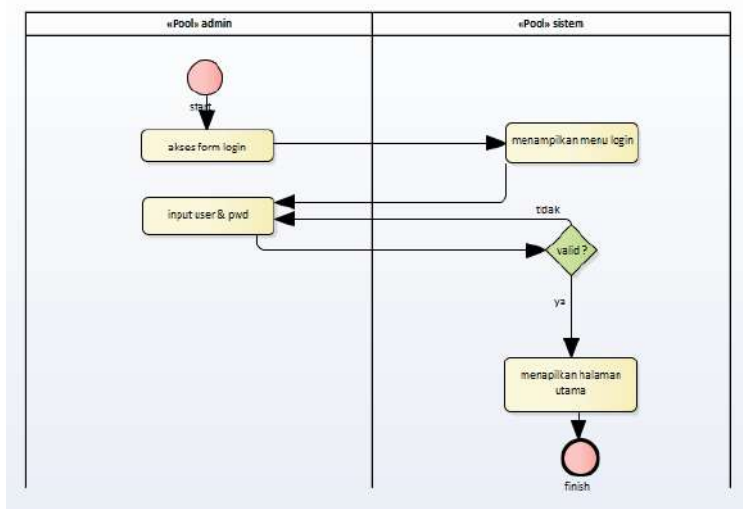 «Pool» admin
«Pool» sistem
start
akses form login
menampilkan menu login
input user & pwd
tidak
valid ?
ya
menapilkan halaman
utama
finish